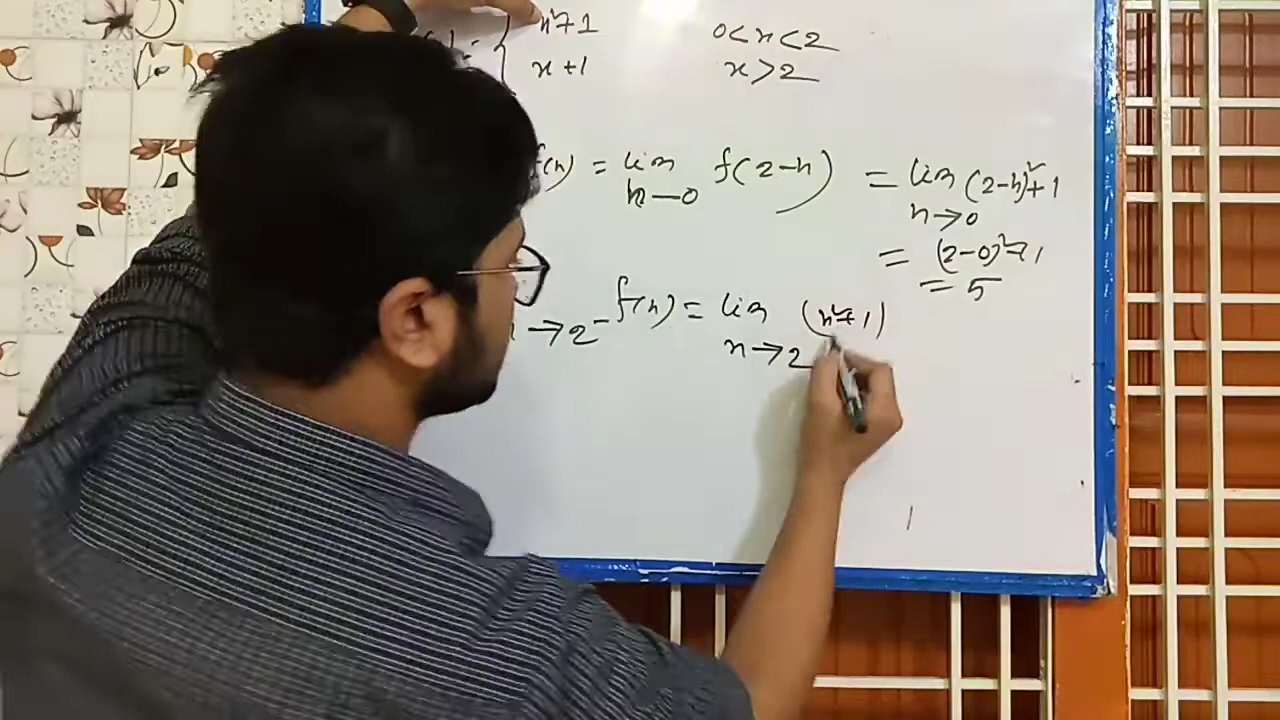 x²+1 0<x<2
x+1 x>2
f(x) = lim f(2-h) = lim (2-h)²+1
h→0 h→0
= (2-0)²+1
= 5
x→2⁻ f(x) = lim (x²+1)
x→2